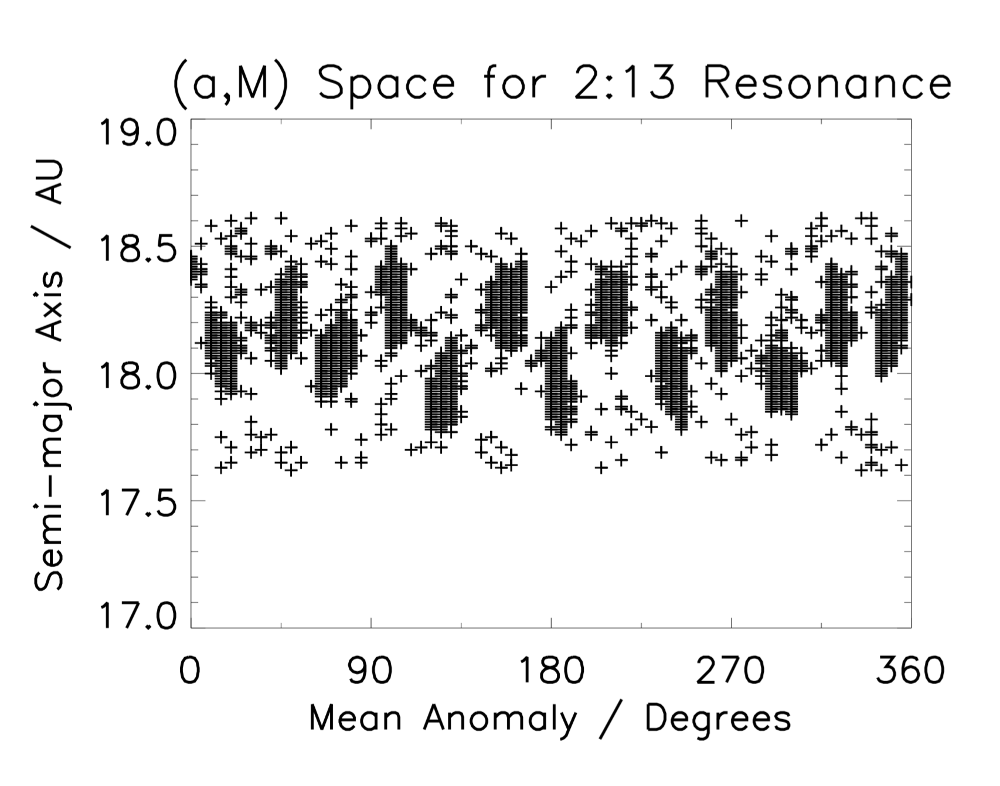 (a,M) Space for 2:13 Resonance
Semi-major Axis / AU
19.0
18.5
18.0
17.5
17.0
0 90 180 270 360
Mean Anomaly / Degrees